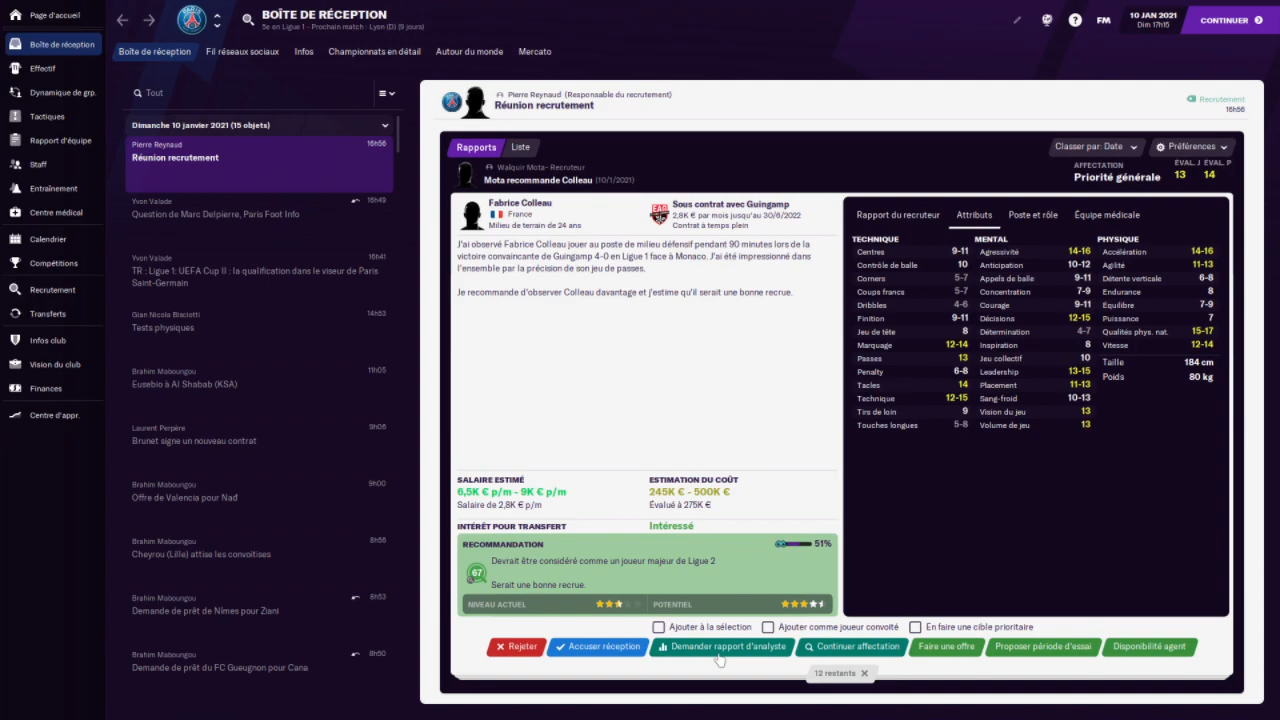 Page d'accueil
Boîte de réception
Effectif
Dynamique de grp.
Tactiques
Rapport d'équipe
Staff
Entraînement
Centre médical
Calendrier
Compétitions
Recrutement
Transferts
Infos club
Vision du club
Finances
Centre d'appr.
BOÎTE DE RÉCEPTION
5e en Ligue 1 - Prochain match : Lyon (D) (9 jours)
FM
10 JAN 2021
Dim 17h15
CONTINUER
Boîte de réception Fil réseaux sociaux Infos Championnats en détail Autour du monde Mercato
Tout
Dimanche 10 janvier 2021 (15 objets)
Pierre Reynaud 16h56
Réunion recrutement
Yvon Valade 16h49
Question de Marc Delpierre, Paris Foot Info
Yvon Valade 16h41
TR : Ligue 1: UEFA Cup II : la qualification dans le viseur de Paris
Saint-Germain
Gian Nicola Bisciotti 14h53
Tests physiques
Brahim Maboungou 11h05
Eusebio à Al Shabab (KSA)
Laurent Perpère 9h06
Brunet signe un nouveau contrat
Brahim Maboungou 9h00
Offre de Valencia pour Nađ
Brahim Maboungou 8h56
Cheyrou (Lille) attise les convoitises
Brahim Maboungou 8h53
Demande de prêt de Nîmes pour Ziani
Brahim Maboungou 8h50
Demande de prêt du FC Gueugnon pour Cana
Pierre Reynaud (Responsable du recrutement)
Réunion recrutement
Recrutement
16h56
Rapports Liste
Classer par: Date
Préférences
Walquir Mota- Recruteur
Mota recommande Colleau (10/1/2021)
AFFECTATION
Priorité générale
ÉVAL. J ÉVAL. P
13 14
Fabrice Colleau
France
Milieu de terrain de 24 ans
EAG
Sous contrat avec Guingamp
2,8K € par mois jusqu'au 30/6/2022
Contrat à temps plein
J'ai observé Fabrice Colleau jouer au poste de milieu défensif pendant 90 minutes lors de la
victoire convaincante de Guingamp 4-0 en Ligue 1 face à Monaco. J'ai été impressionné dans
l'ensemble par la précision de son jeu de passes.
Je recommande d'observer Colleau davantage et j'estime qu'il serait une bonne recrue.
SALAIRE ESTIMÉ
6,5K € p/m - 9K € p/m
Salaire de 2,8K € p/m
ESTIMATION DU COÛT
245K € - 500K €
Évalué à 275K €
INTÉRÊT POUR TRANSFERT Intéressé
RECOMMANDATION 51%
67
Devrait être considéré comme un joueur majeur de Ligue 2
Serait une bonne recrue.
NIVEAU ACTUEL
POTENTIEL
Rapport du recruteur Attributs Poste et rôle Équipe médicale
TECHNIQUE
Centres 9-11
Contrôle de balle 10
Corners 5-7
Coups francs 5-7
Dribbles 4-6
Finition 9-11
Jeu de tête 8
Marquage 12-14
Passes 13
Penalty 6-8
Tacles 14
Technique 12-15
Tirs de loin 9
Touches longues 5-8
MENTAL
Agressivité 14-16
Anticipation 10-12
Appels de balle 9-11
Concentration 7-9
Courage 9-11
Décisions 12-15
Détermination 4-7
Inspiration 8
Jeu collectif 10
Leadership 13-15
Placement 11-13
Sang-froid 10-13
Vision du jeu 13
Volume de jeu 13
PHYSIQUE
Accélération 14-16
Agilité 11-13
Détente verticale 6-8
Endurance 8
Équilibre 7-9
Puissance 7
Qualités phys. nat. 15-17
Vitesse 12-14
Taille 184 cm
Poids 80 kg
Ajouter à la sélection Ajouter comme joueur convoité En faire une cible prioritaire
Rejeter Accuser réception Demander rapport d'analyste Continuer affectation Faire une offre Proposer période d'essai Disponibilité agent
12 restants